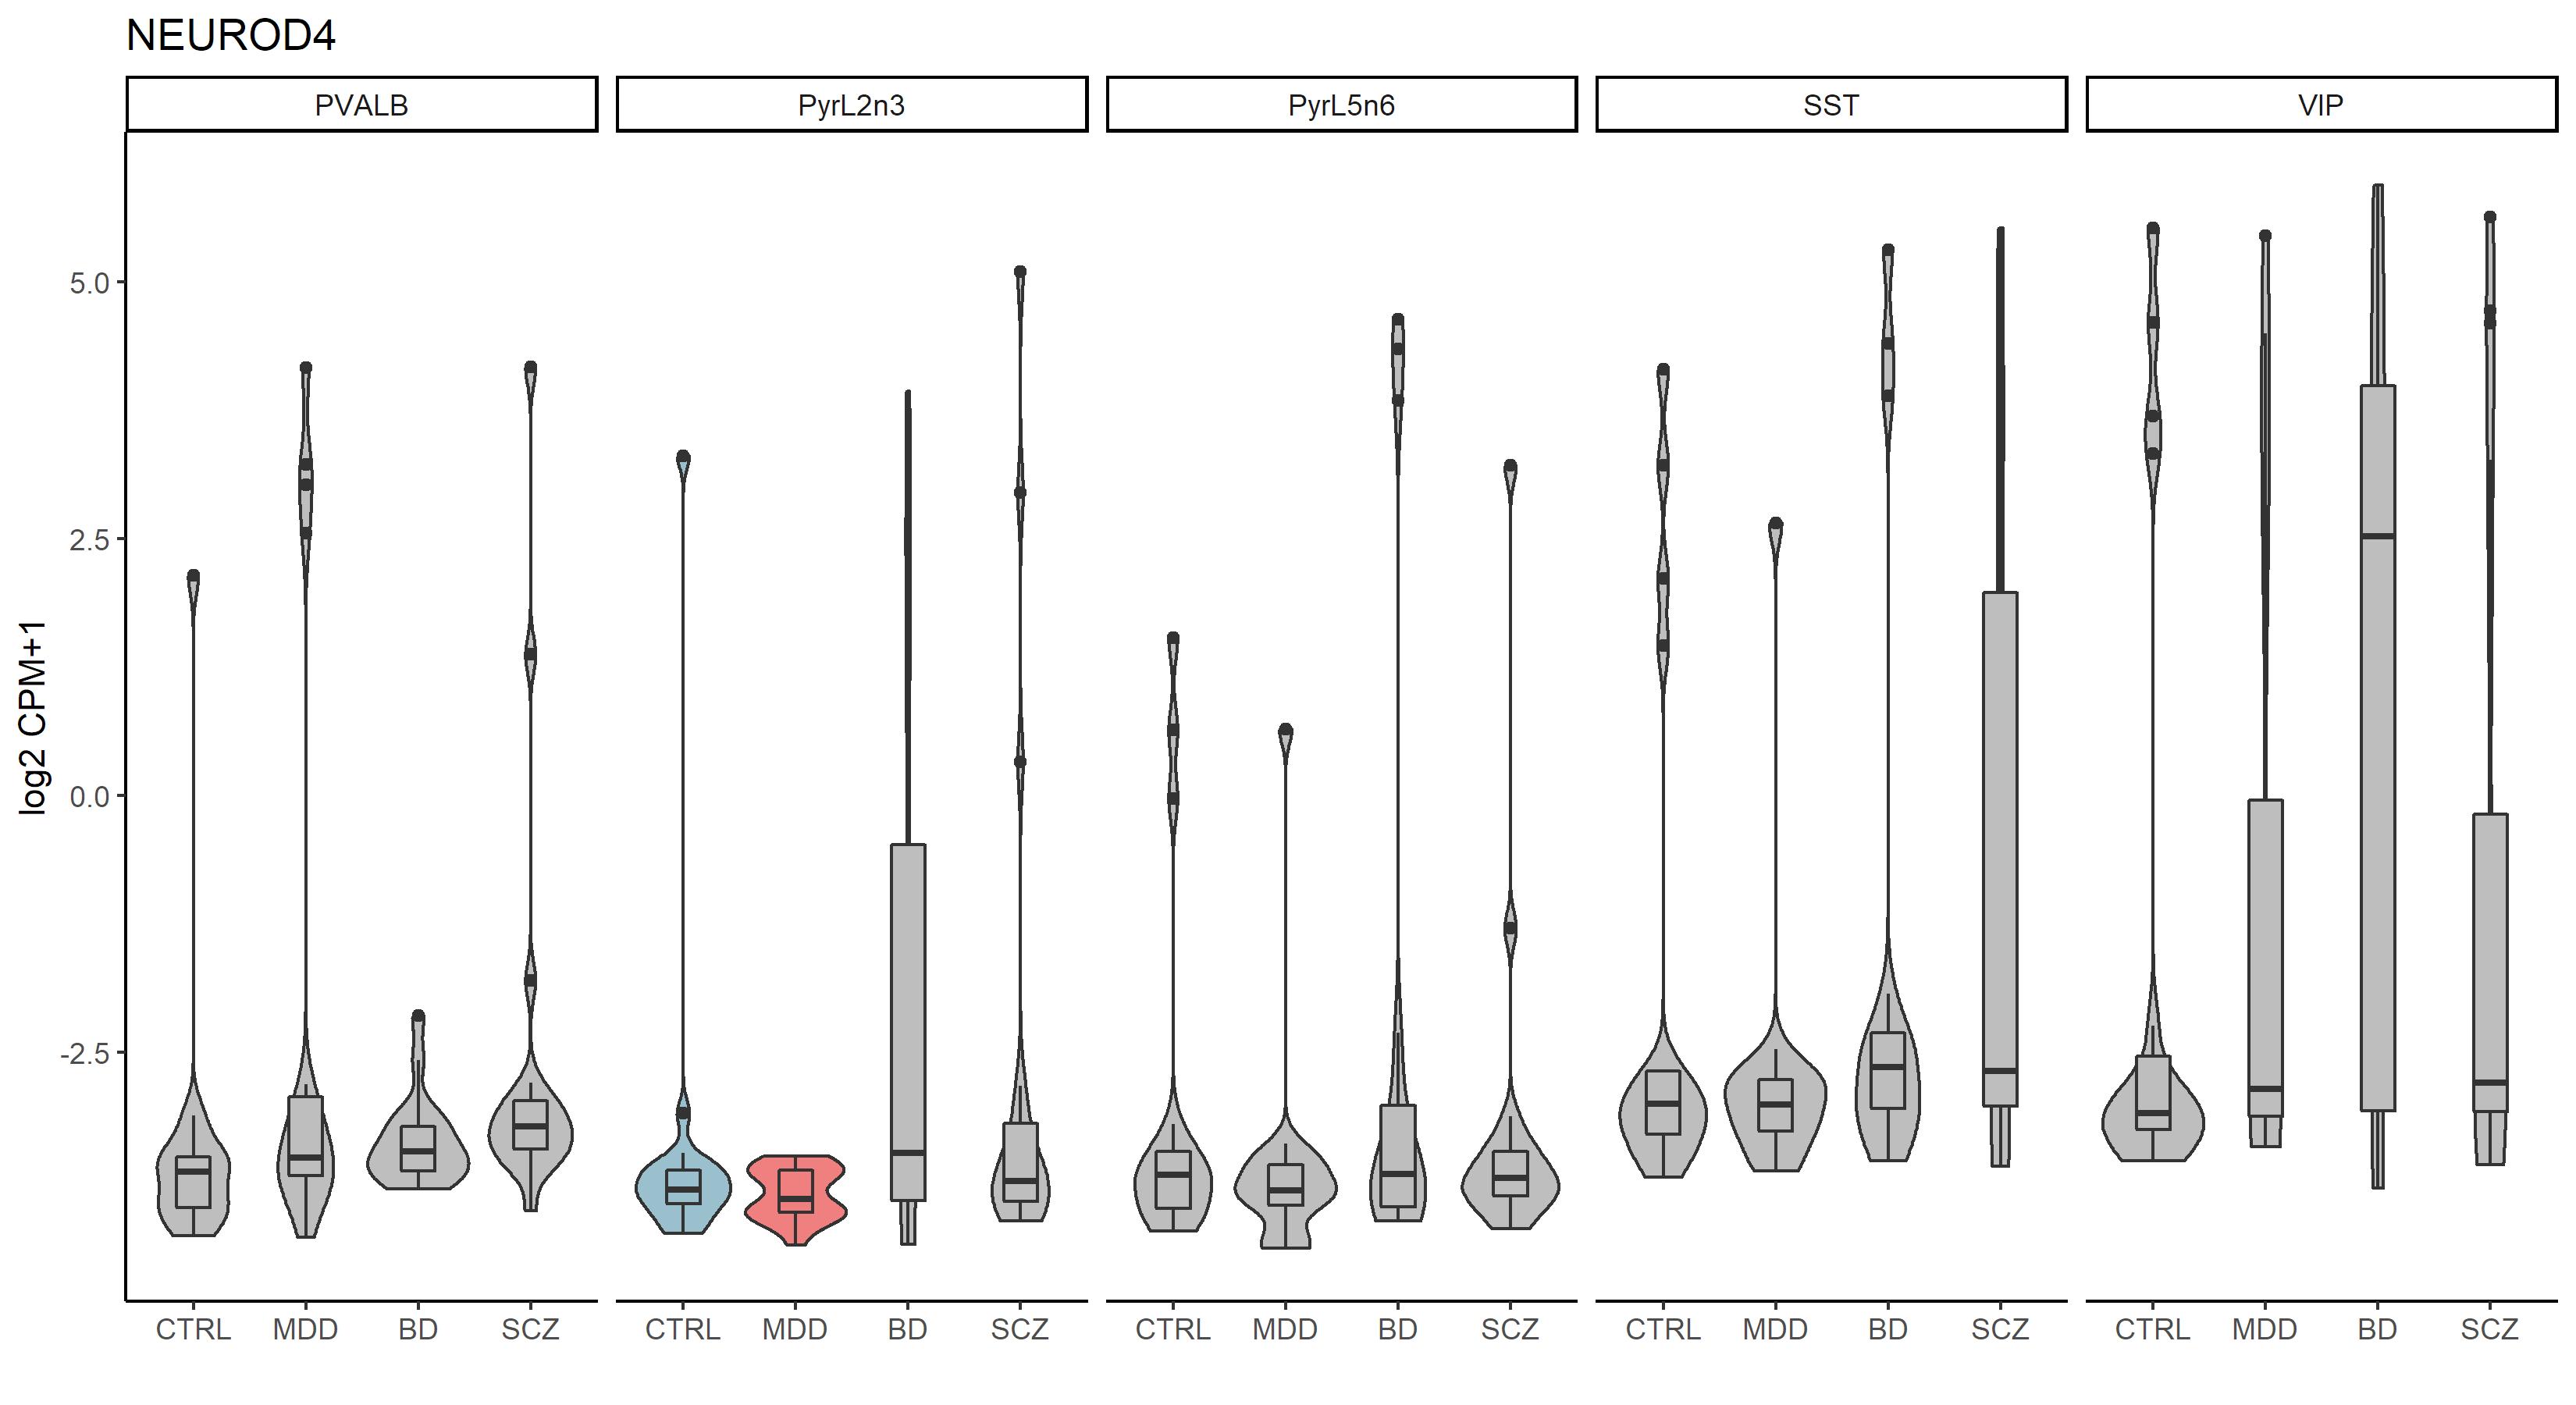 NEUROD4
PVALB PyrL2n3 PyrL5n6 SST VIP
5.0
2.5
0.0
-2.5
log2 CPM+1
CTRL MDD BD SCZ CTRL MDD BD SCZ CTRL MDD BD SCZ CTRL MDD BD SCZ CTRL MDD BD SCZ